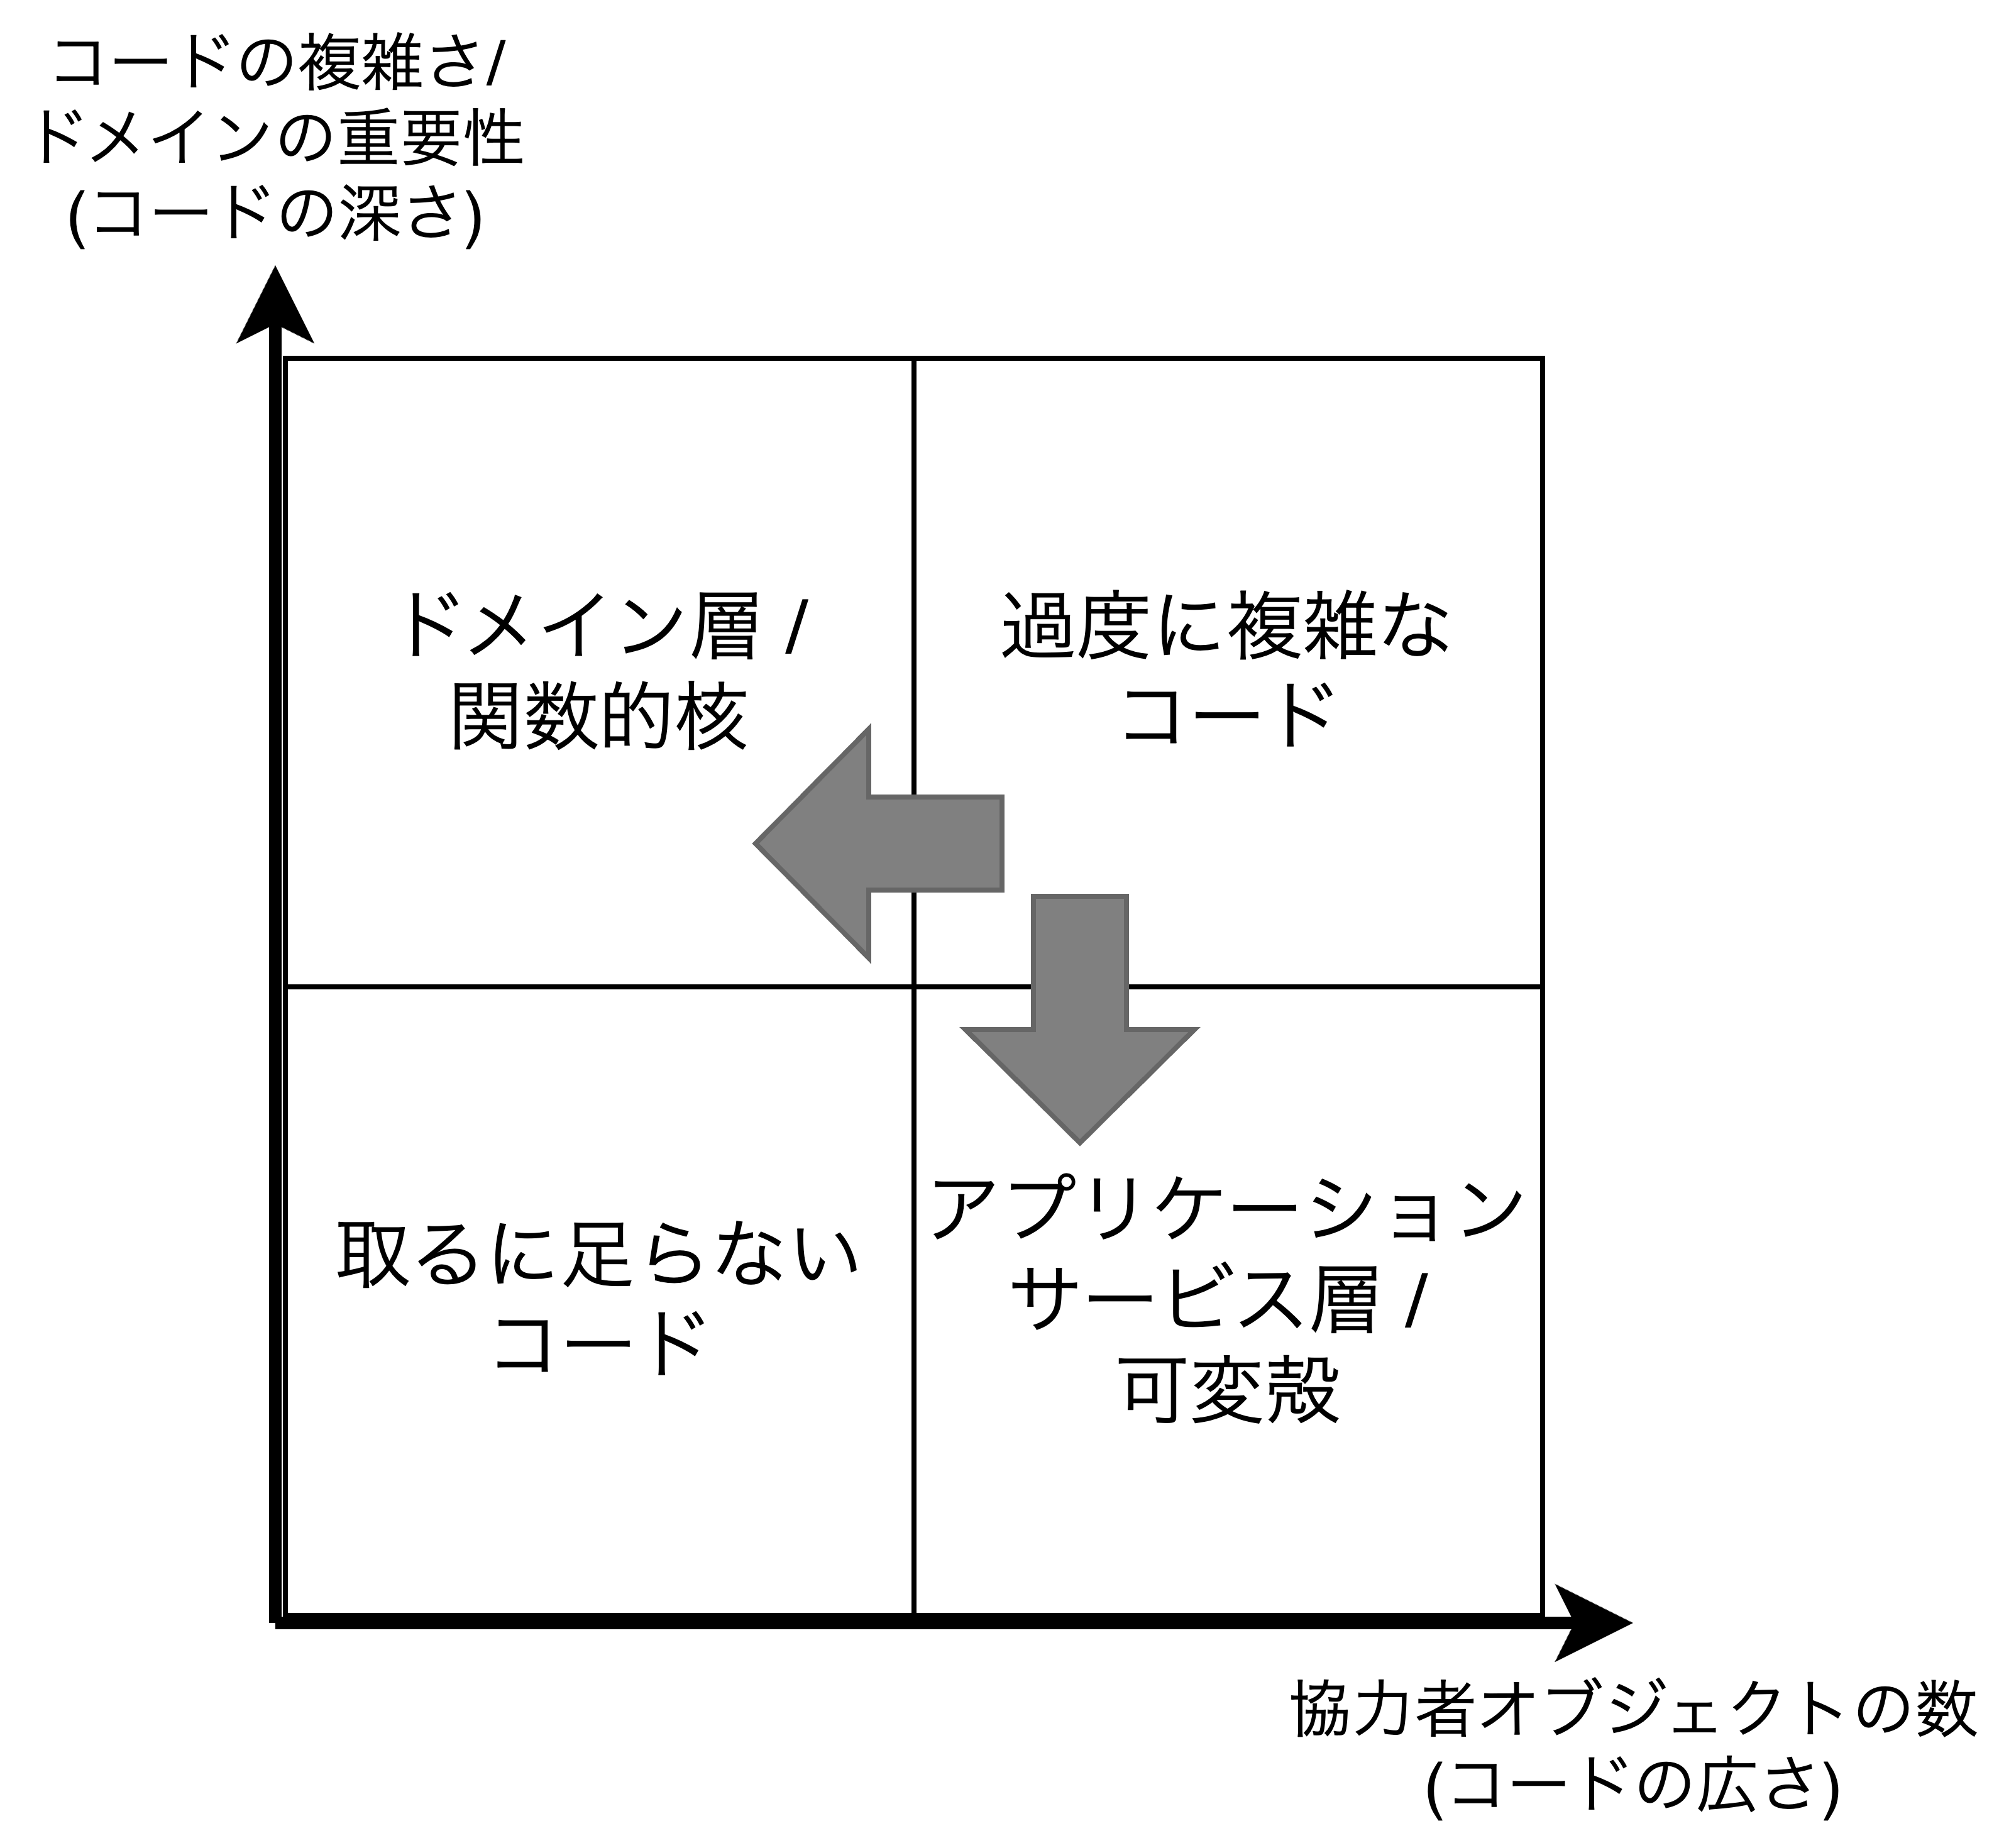 コードの複雑さ/
ドメインの重要性
(コードの深さ)
ドメイン層 /
関数的核
過度に複雑な
コード
取るに足らない
コード
アプリケーション
サービス層 /
可変殻
協力者オブジェクトの数
(コードの広さ)